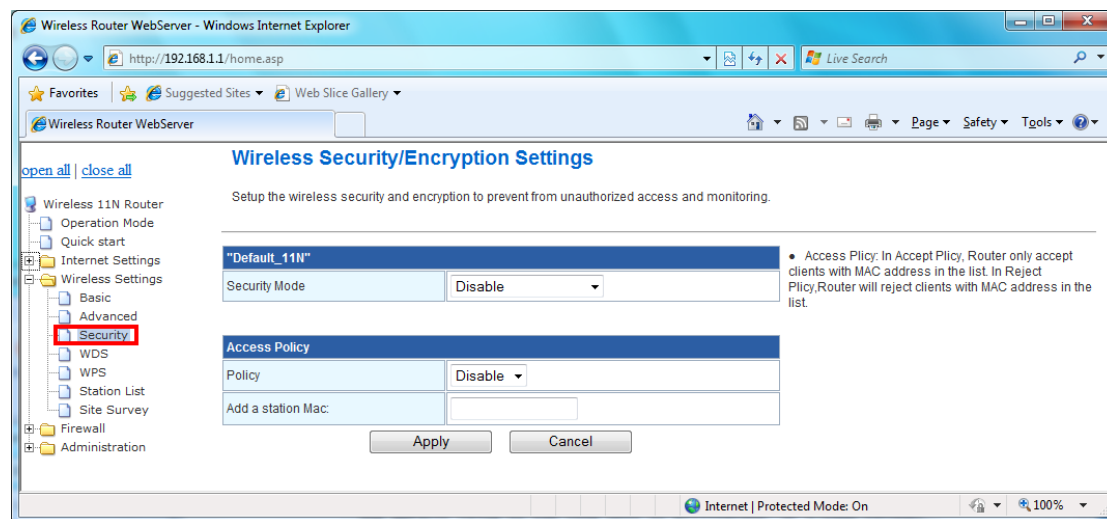 Wireless Router WebServer - Windows Internet Explorer
http://192.168.1.1/home.asp
Live Search
Favorites
Suggested Sites
Web Slice Gallery
Wireless Router WebServer
Page
Safety
Tools
open all | close all
Wireless 11N Router
Operation Mode
Quick start
Internet Settings
Wireless Settings
Basic
Advanced
Security
WDS
WPS
Station List
Site Survey
Firewall
Administration
Wireless Security/Encryption Settings
Setup the wireless security and encryption to prevent from unauthorized access and monitoring.
"Default_11N"
Security Mode Disable
Access Policy
Policy Disable
Add a station Mac:
Apply Cancel
● Access Plicy: In Accept Plicy, Router only accept
clients with MAC address in the list. In Reject
Plicy,Router will reject clients with MAC address in the
list.
Internet | Protected Mode: On
100%